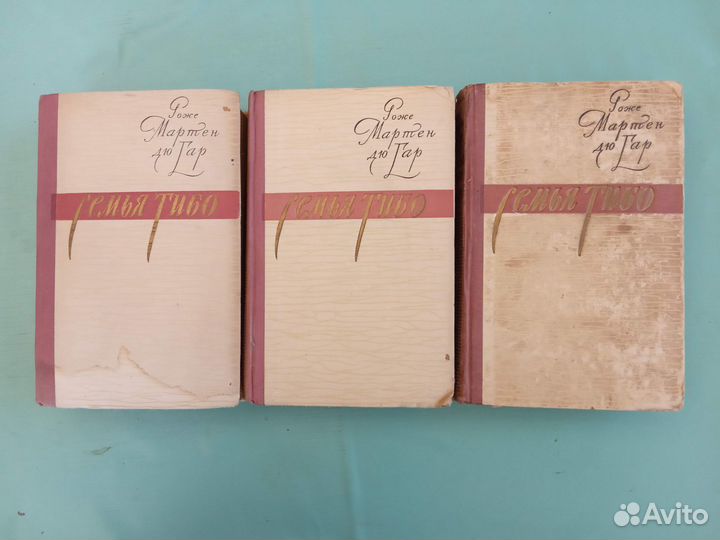 Роже
Мартен
дю Гар
Семья Тибо
Роже
Мартен
дю Гар
Семья Тибо
Роже
Мартен
дю Гар
Семья Тибо
Avito